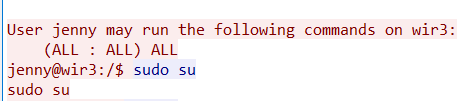 User jenny may run the following commands on wir3:
    (ALL : ALL) ALL
jenny@wir3:/$ sudo su
sudo su